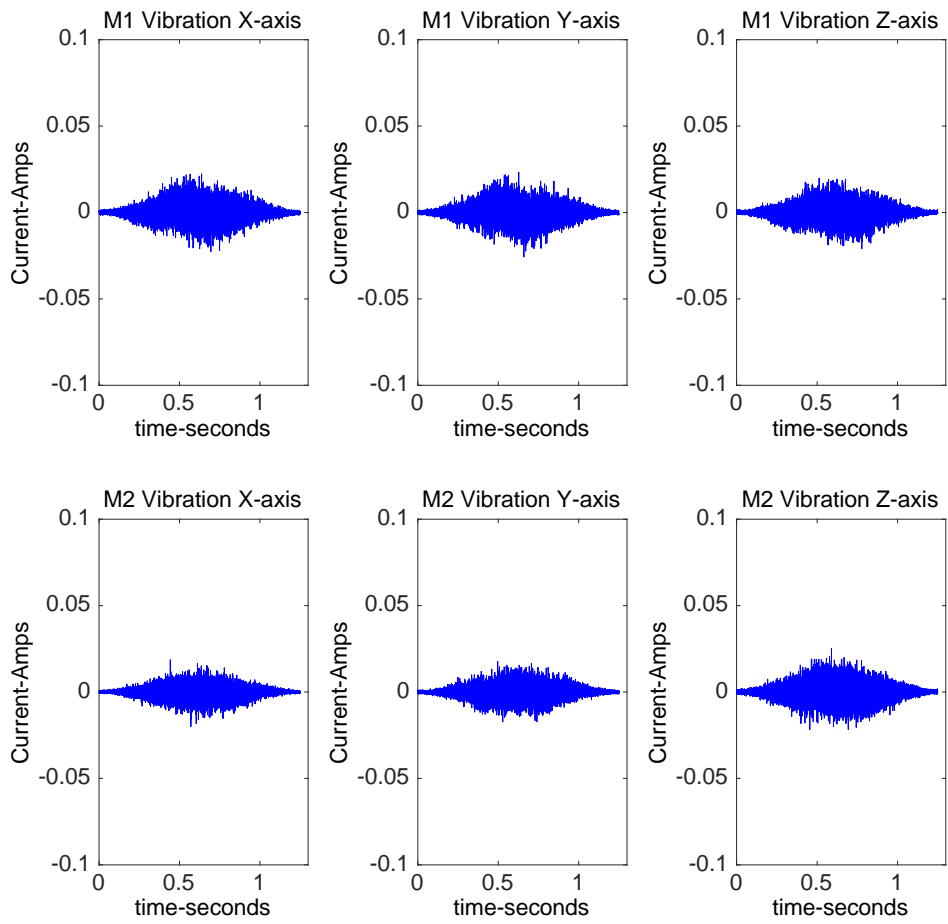 M1 Vibration X-axis
M1 Vibration Y-axis
M1 Vibration Z-axis
0.1
0.05
0
-0.05
-0.1
Current-Amps
0 0.5 1
time-seconds
0.1
0.05
0
-0.05
-0.1
Current-Amps
0 0.5 1
time-seconds
0.1
0.05
0
-0.05
-0.1
Current-Amps
0 0.5 1
time-seconds
M2 Vibration X-axis
M2 Vibration Y-axis
M2 Vibration Z-axis
0.1
0.05
0
-0.05
-0.1
Current-Amps
0 0.5 1
time-seconds
0.1
0.05
0
-0.05
-0.1
Current-Amps
0 0.5 1
time-seconds
0.1
0.05
0
-0.05
-0.1
Current-Amps
0 0.5 1
time-seconds